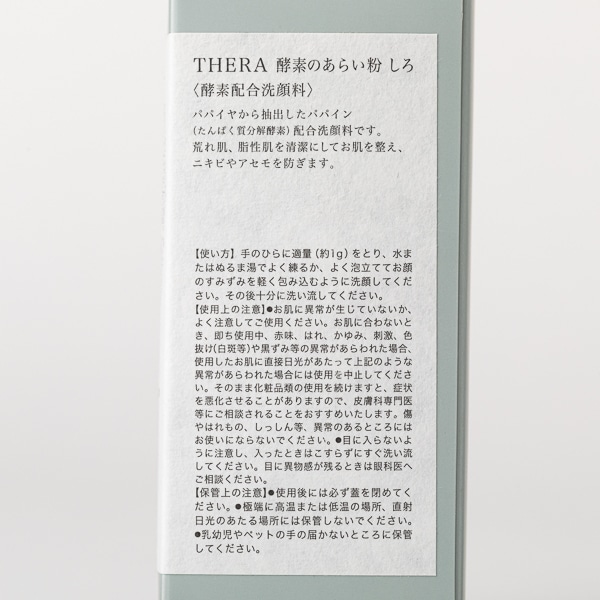 THERA 酵素のあらい粉 しろ
〈酵素配合洗顔料〉
パパイヤから抽出したパパイン
(たんぱく質分解酵素) 配合洗顔料です。
荒れ肌、脂性肌を清潔にしてお肌を整え、
ニキビやアセモを防ぎます。
【使い方】手のひらに適量(約1g)をとり、水ま
たはぬるま湯でよく練るか、よく泡立ててお顔
のすみずみを軽く包み込むように洗顔してくだ
さい。その後十分に洗い流してください。
【使用上の注意】●お肌に異常が生じていないか、
よく注意してご使用ください。お肌に合わないと
き、即ち使用中、赤味、はれ、かゆみ、刺激、色
抜け(白斑等)や黒ずみ等の異常があらわれた場合、
使用したお肌に直接日光があたって上記のような
異常があらわれた場合には使用を中止してくださ
い。そのまま化粧品類の使用を続けますと、症状
を悪化させることがありますので、皮膚科専門医
等にご相談されることをおすすめいたします。傷
やはれもの、しっしん等、異常のあるところには
お使いにならないでください。●目に入らないよ
うに注意し、入ったときはこすらずにすぐ洗い流
してください。目に異物感が残るときは眼科医へ
ご相談ください。
【保管上の注意】●使用後には必ず蓋を閉めてく
ださい。●極端に高温または低温の場所、直射
日光のあたる場所には保管しないでください。
●乳幼児やペットの手の届かないところに保管
してください。